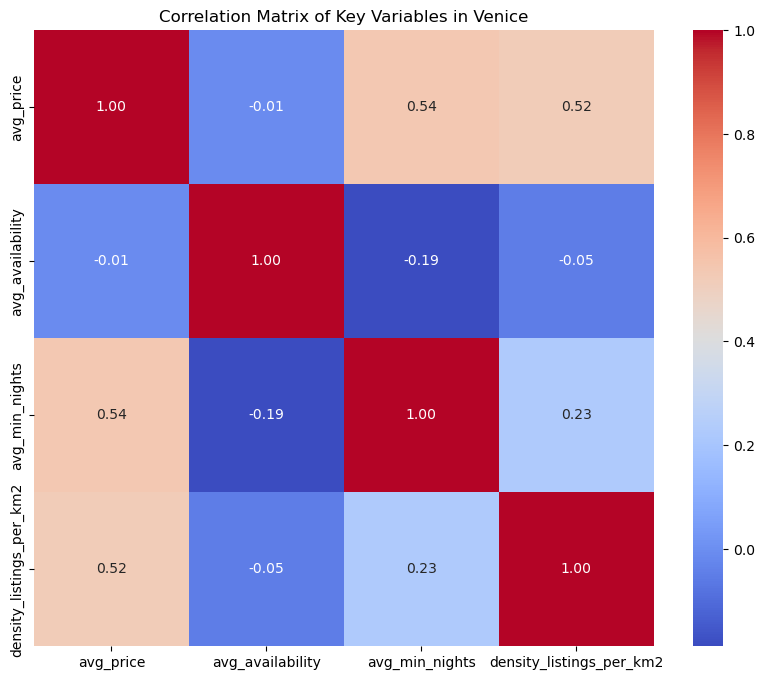 Correlation Matrix of Key Variables in Venice
avg_price
1.00
-0.01
0.54
0.52
avg_availability
-0.01
1.00
-0.19
-0.05
avg_min_nights
0.54
-0.19
1.00
0.23
density_listings_per_km2
0.52
-0.05
0.23
1.00
avg_price
avg_availability
avg_min_nights
density_listings_per_km2
1.0
0.8
0.6
0.4
0.2
0.0